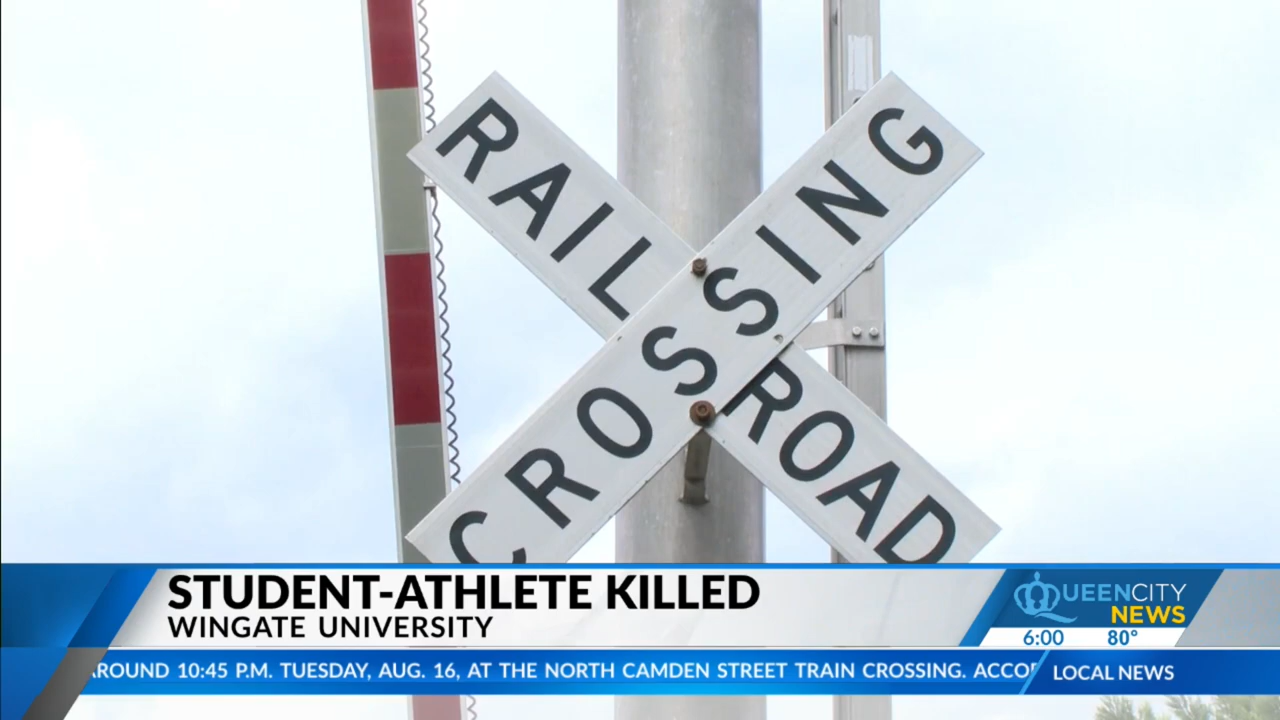 RAILROAD
CROSSING
STUDENT-ATHLETE KILLED
WINGATE UNIVERSITY
QUEENCITY
NEWS
6:00 80°
AROUND 10:45 P.M. TUESDAY, AUG. 16, AT THE NORTH CAMDEN STREET TRAIN CROSSING. ACCO
LOCAL NEWS